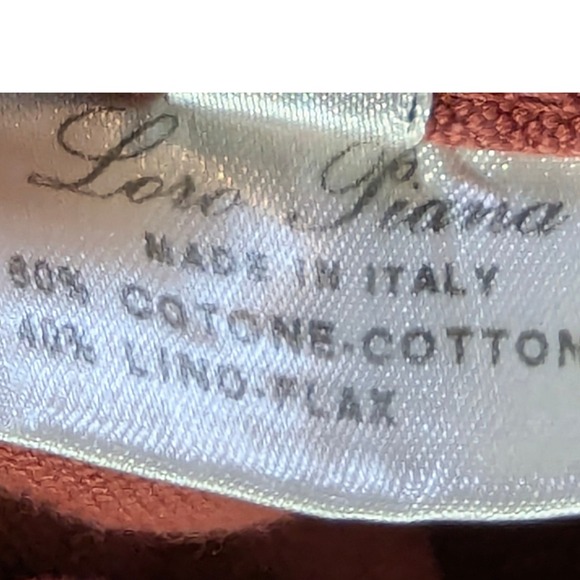 Loro Piana
MADE IN ITALY
60% COTONE-COTTON
40% LINO-FLAX